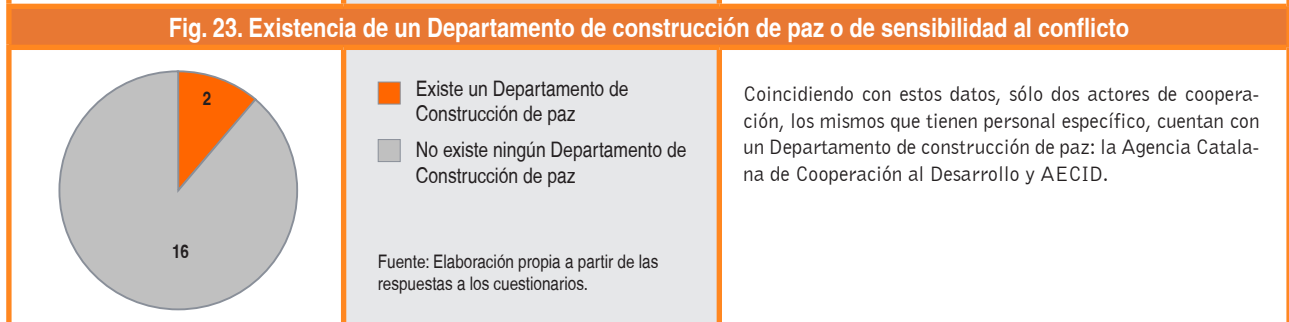 Fig. 23. Existencia de un Departamento de construcción de paz o de sensibilidad al conflicto
2
16
Existe un Departamento de
Construcción de paz
No existe ningún Departamento de
Construcción de paz
Fuente: Elaboración propia a partir de las
respuestas a los cuestionarios.
Coincidiendo con estos datos, sólo dos actores de coopera-
ción, los mismos que tienen personal específico, cuentan con
un Departamento de construcción de paz: la Agencia Catala-
na de Cooperación al Desarrollo y AECID.